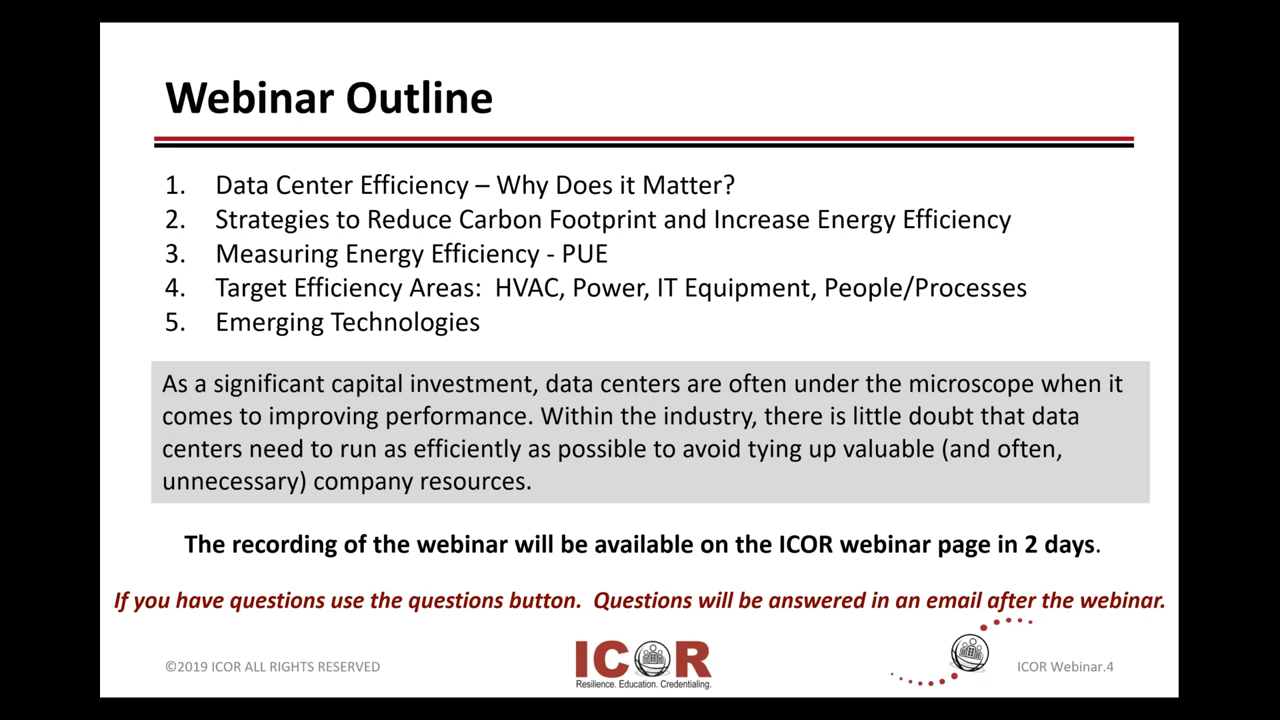 Webinar Outline
1. Data Center Efficiency – Why Does it Matter?
2. Strategies to Reduce Carbon Footprint and Increase Energy Efficiency
3. Measuring Energy Efficiency - PUE
4. Target Efficiency Areas:  HVAC, Power, IT Equipment, People/Processes
5. Emerging Technologies
As a significant capital investment, data centers are often under the microscope when it
comes to improving performance. Within the industry, there is little doubt that data
centers need to run as efficiently as possible to avoid tying up valuable (and often,
unnecessary) company resources.
The recording of the webinar will be available on the ICOR webinar page in 2 days.
If you have questions use the questions button.  Questions will be answered in an email after the webinar.
©2019 ICOR ALL RIGHTS RESERVED
ICOR
Resilience. Education. Credentialing.
ICOR Webinar.4